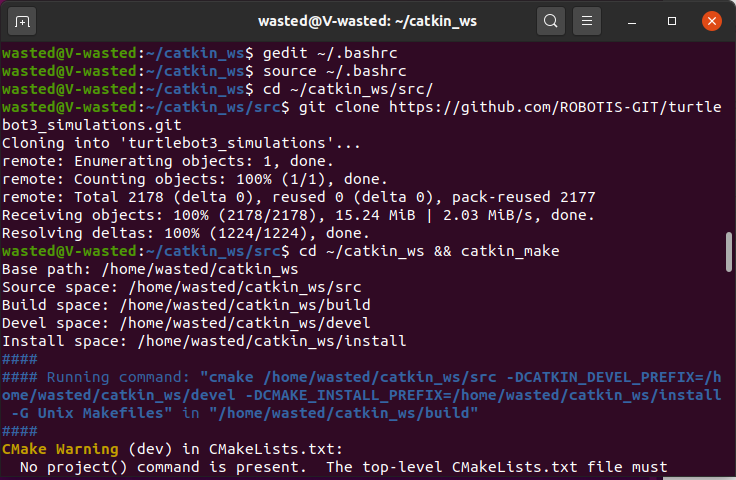 wasted@V-wasted: ~/catkin_ws
wasted@V-wasted:~/catkin_ws$ gedit ~/.bashrc
wasted@V-wasted:~/catkin_ws$ source ~/.bashrc
wasted@V-wasted:~/catkin_ws$ cd ~/catkin_ws/src/
wasted@V-wasted:~/catkin_ws/src$ git clone https://github.com/ROBOTIS-GIT/turtle
bot3_simulations.git
Cloning into 'turtlebot3_simulations'...
remote: Enumerating objects: 1, done.
remote: Counting objects: 100% (1/1), done.
remote: Total 2178 (delta 0), reused 0 (delta 0), pack-reused 2177
Receiving objects: 100% (2178/2178), 15.24 MiB | 2.03 MiB/s, done.
Resolving deltas: 100% (1224/1224), done.
wasted@V-wasted:~/catkin_ws/src$ cd ~/catkin_ws && catkin_make
Base path: /home/wasted/catkin_ws
Source space: /home/wasted/catkin_ws/src
Build space: /home/wasted/catkin_ws/build
Devel space: /home/wasted/catkin_ws/devel
Install space: /home/wasted/catkin_ws/install
####
#### Running command: "cmake /home/wasted/catkin_ws/src -DCATKIN_DEVEL_PREFIX=/h
ome/wasted/catkin_ws/devel -DCMAKE_INSTALL_PREFIX=/home/wasted/catkin_ws/install
 -G Unix Makefiles" in "/home/wasted/catkin_ws/build"
####
CMake Warning (dev) in CMakeLists.txt:
  No project() command is present.  The top-level CMakeLists.txt file must